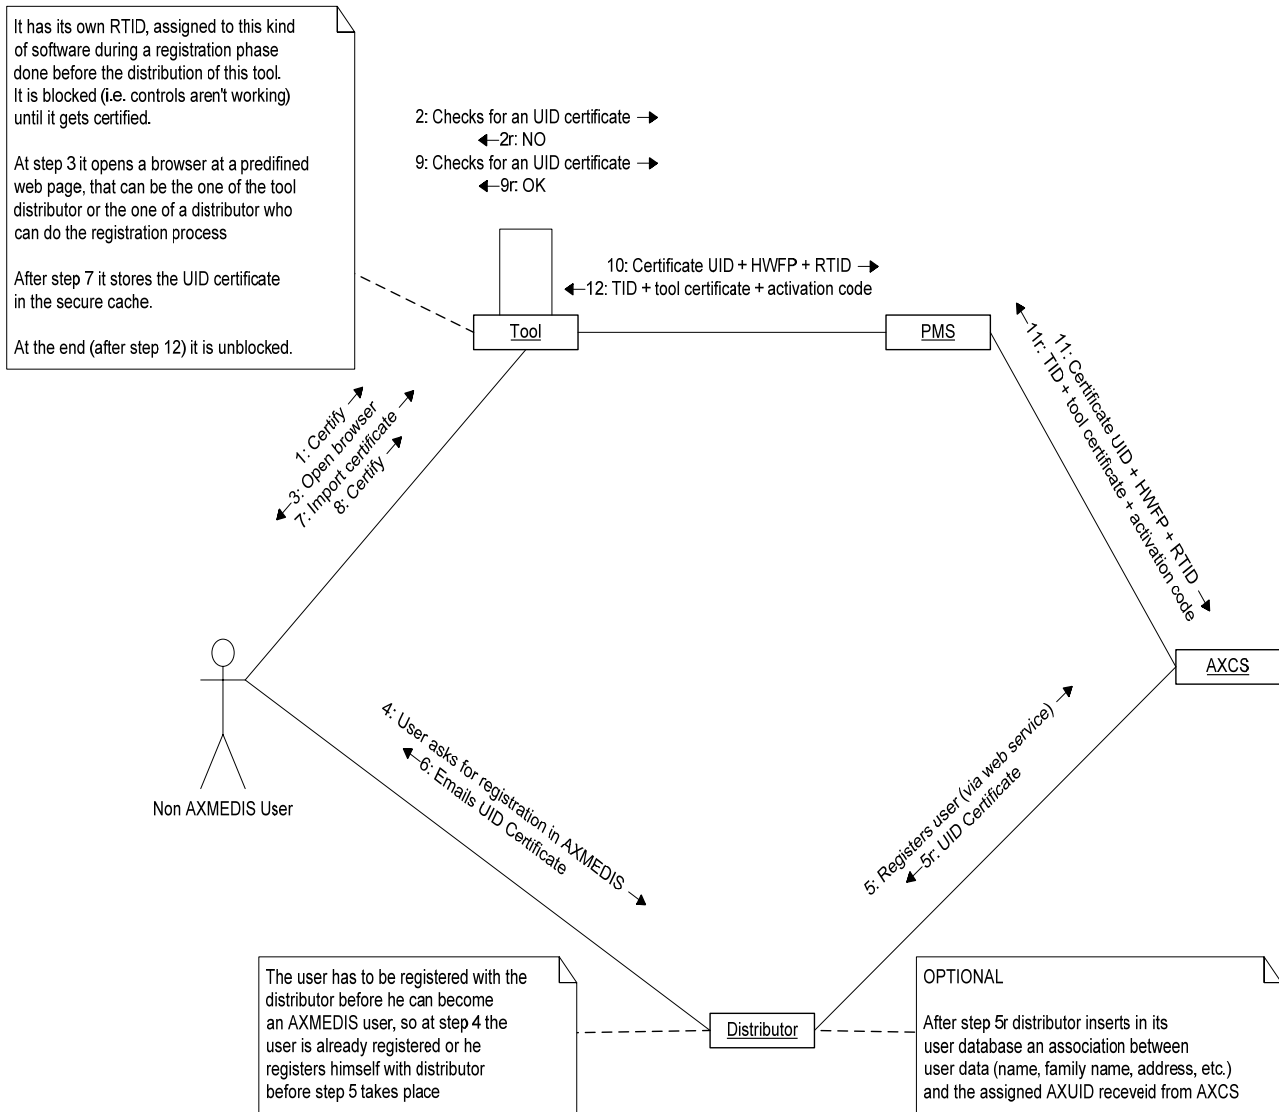 It has its own RTID, assigned to this kind
of software during a registration phase
done before the distribution of this tool.
It is blocked (i.e. controls aren't working)
until it gets certified.
At step 3 it opens a browser at a predifined
web page, that can be the one of the tool
distributor or the one of a distributor who
can do the registration process
After step 7 it stores the UID certificate
in the secure cache.
At the end (after step 12) it is unblocked.
2: Checks for an UID certificate
2r: NO
9: Checks for an UID certificate
9r: OK
10: Certificate UID + HWFP + RTID
12: TID + tool certificate + activation code
Tool
PMS
11: Certificate UID + HWFP + RTID
11r: TID + tool certificate + activation code
1: Certify
3: Open browser
7: Import certificate
8: Certify
AXCS
Non AXMEDIS User
4: User asks for registration in AXMEDIS
6: Emails UID Certificate
5: Registers user (via web service)
5r: UID Certificate
The user has to be registered with the
distributor before he can become
an AXMEDIS user, so at step 4 the
user is already registered or he
registers himself with distributor
before step 5 takes place
Distributor
OPTIONAL
After step 5r distributor inserts in its
user database an association between
user data (name, family name, address, etc.)
and the assigned AXUID receveid from AXCS